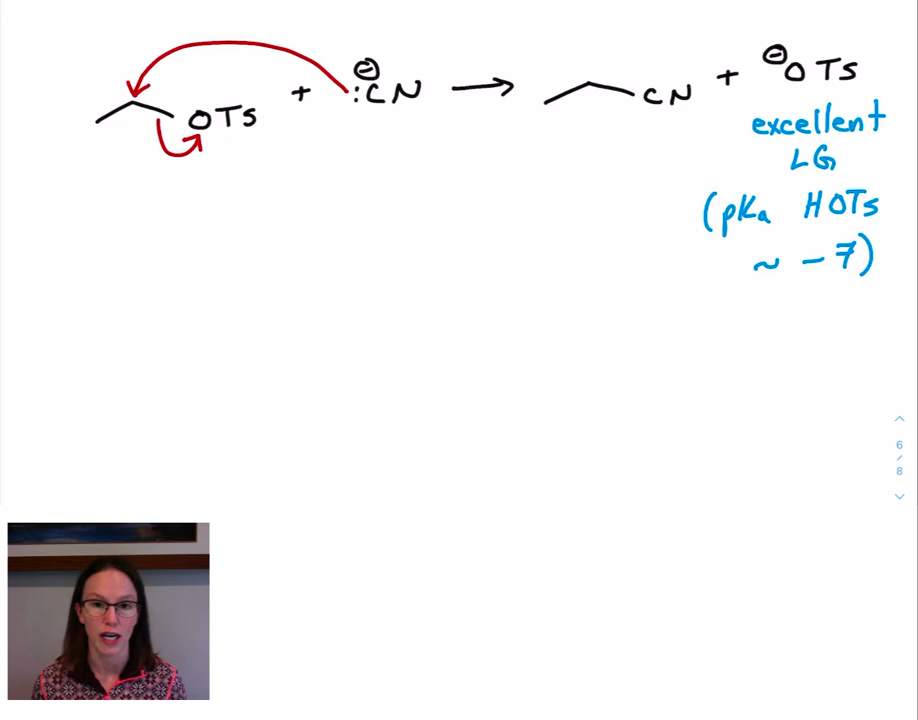 OTs + ⊖:CN → CN + ⊖OTs
excellent
LG
(pKa HOTs
~ -7)
6
/
8